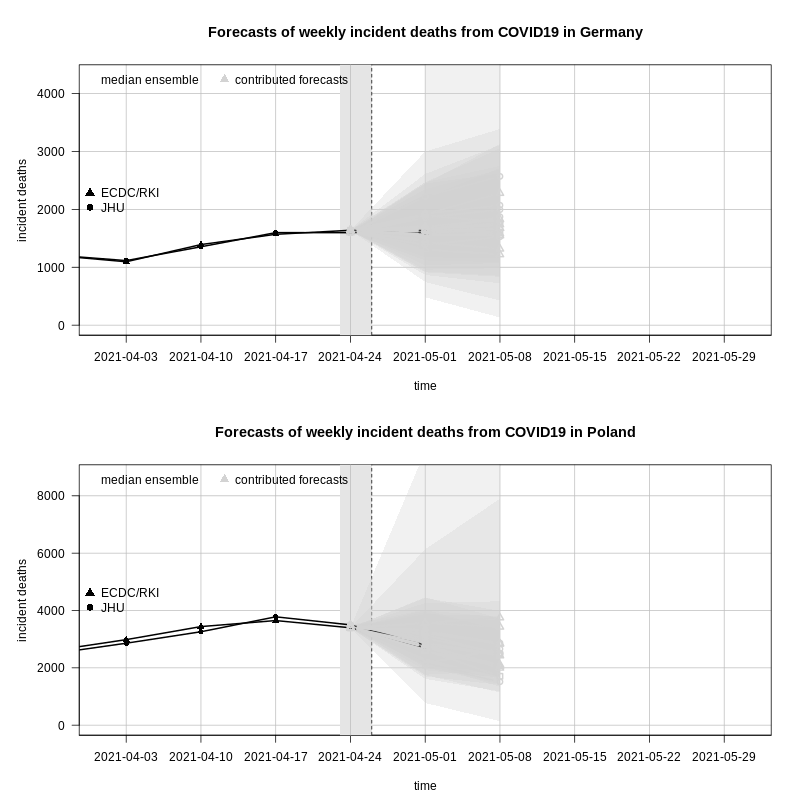 Forecasts of weekly incident deaths from COVID19 in Germany
median ensemble contributed forecasts
4000
3000
2000
1000
0
incident deaths
ECDC/RKI
JHU
2021-04-03 2021-04-10 2021-04-17 2021-04-24 2021-05-01 2021-05-08 2021-05-15 2021-05-22 2021-05-29
time
Forecasts of weekly incident deaths from COVID19 in Poland
median ensemble contributed forecasts
8000
6000
4000
2000
0
incident deaths
ECDC/RKI
JHU
2021-04-03 2021-04-10 2021-04-17 2021-04-24 2021-05-01 2021-05-08 2021-05-15 2021-05-22 2021-05-29
time